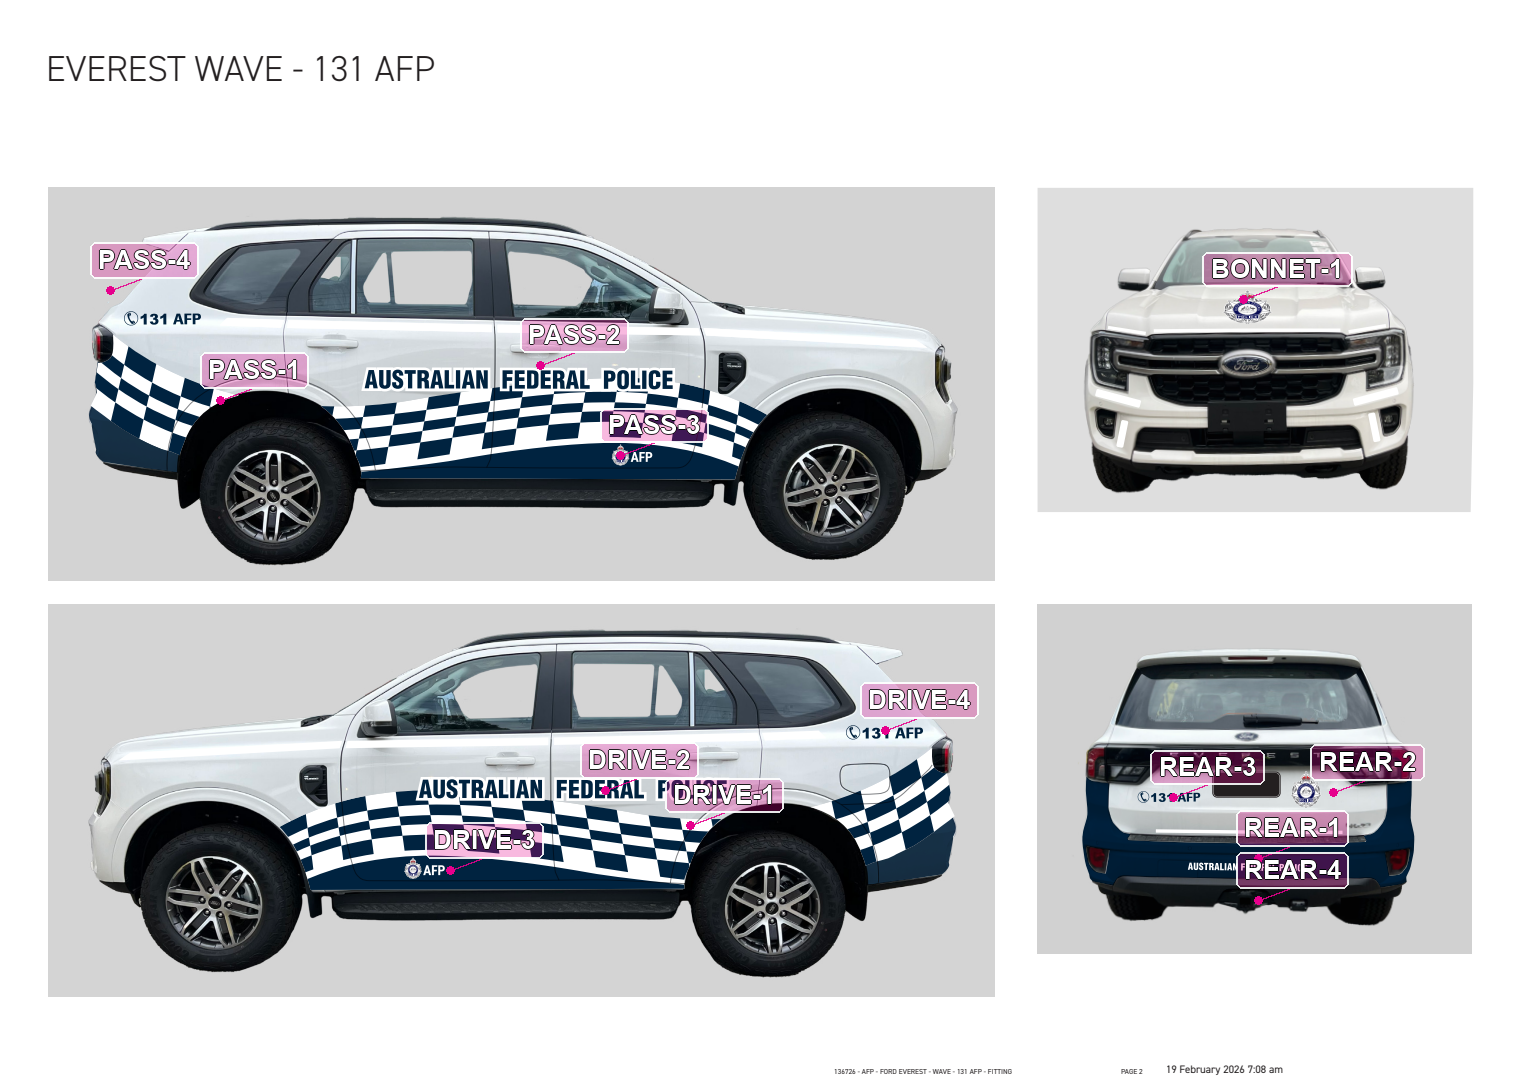 EVEREST WAVE - 131 AFP
PASS-4
131 AFP
PASS-1
PASS-2
AUSTRALIAN FEDERAL POLICE
PASS-3
AFP
BONNET-1
Ford
DRIVE-4
131 AFP
DRIVE-2
AUSTRALIAN FEDERAL POLICE
DRIVE-1
DRIVE-3
AFP
REAR-3
REAR-2
131 AFP
REAR-1
AUSTRALIAN
REAR-4
136726 - AFP - FORD EVEREST - WAVE - 131 AFP - FITTING
PAGE 2
19 February 2026 7:08 am